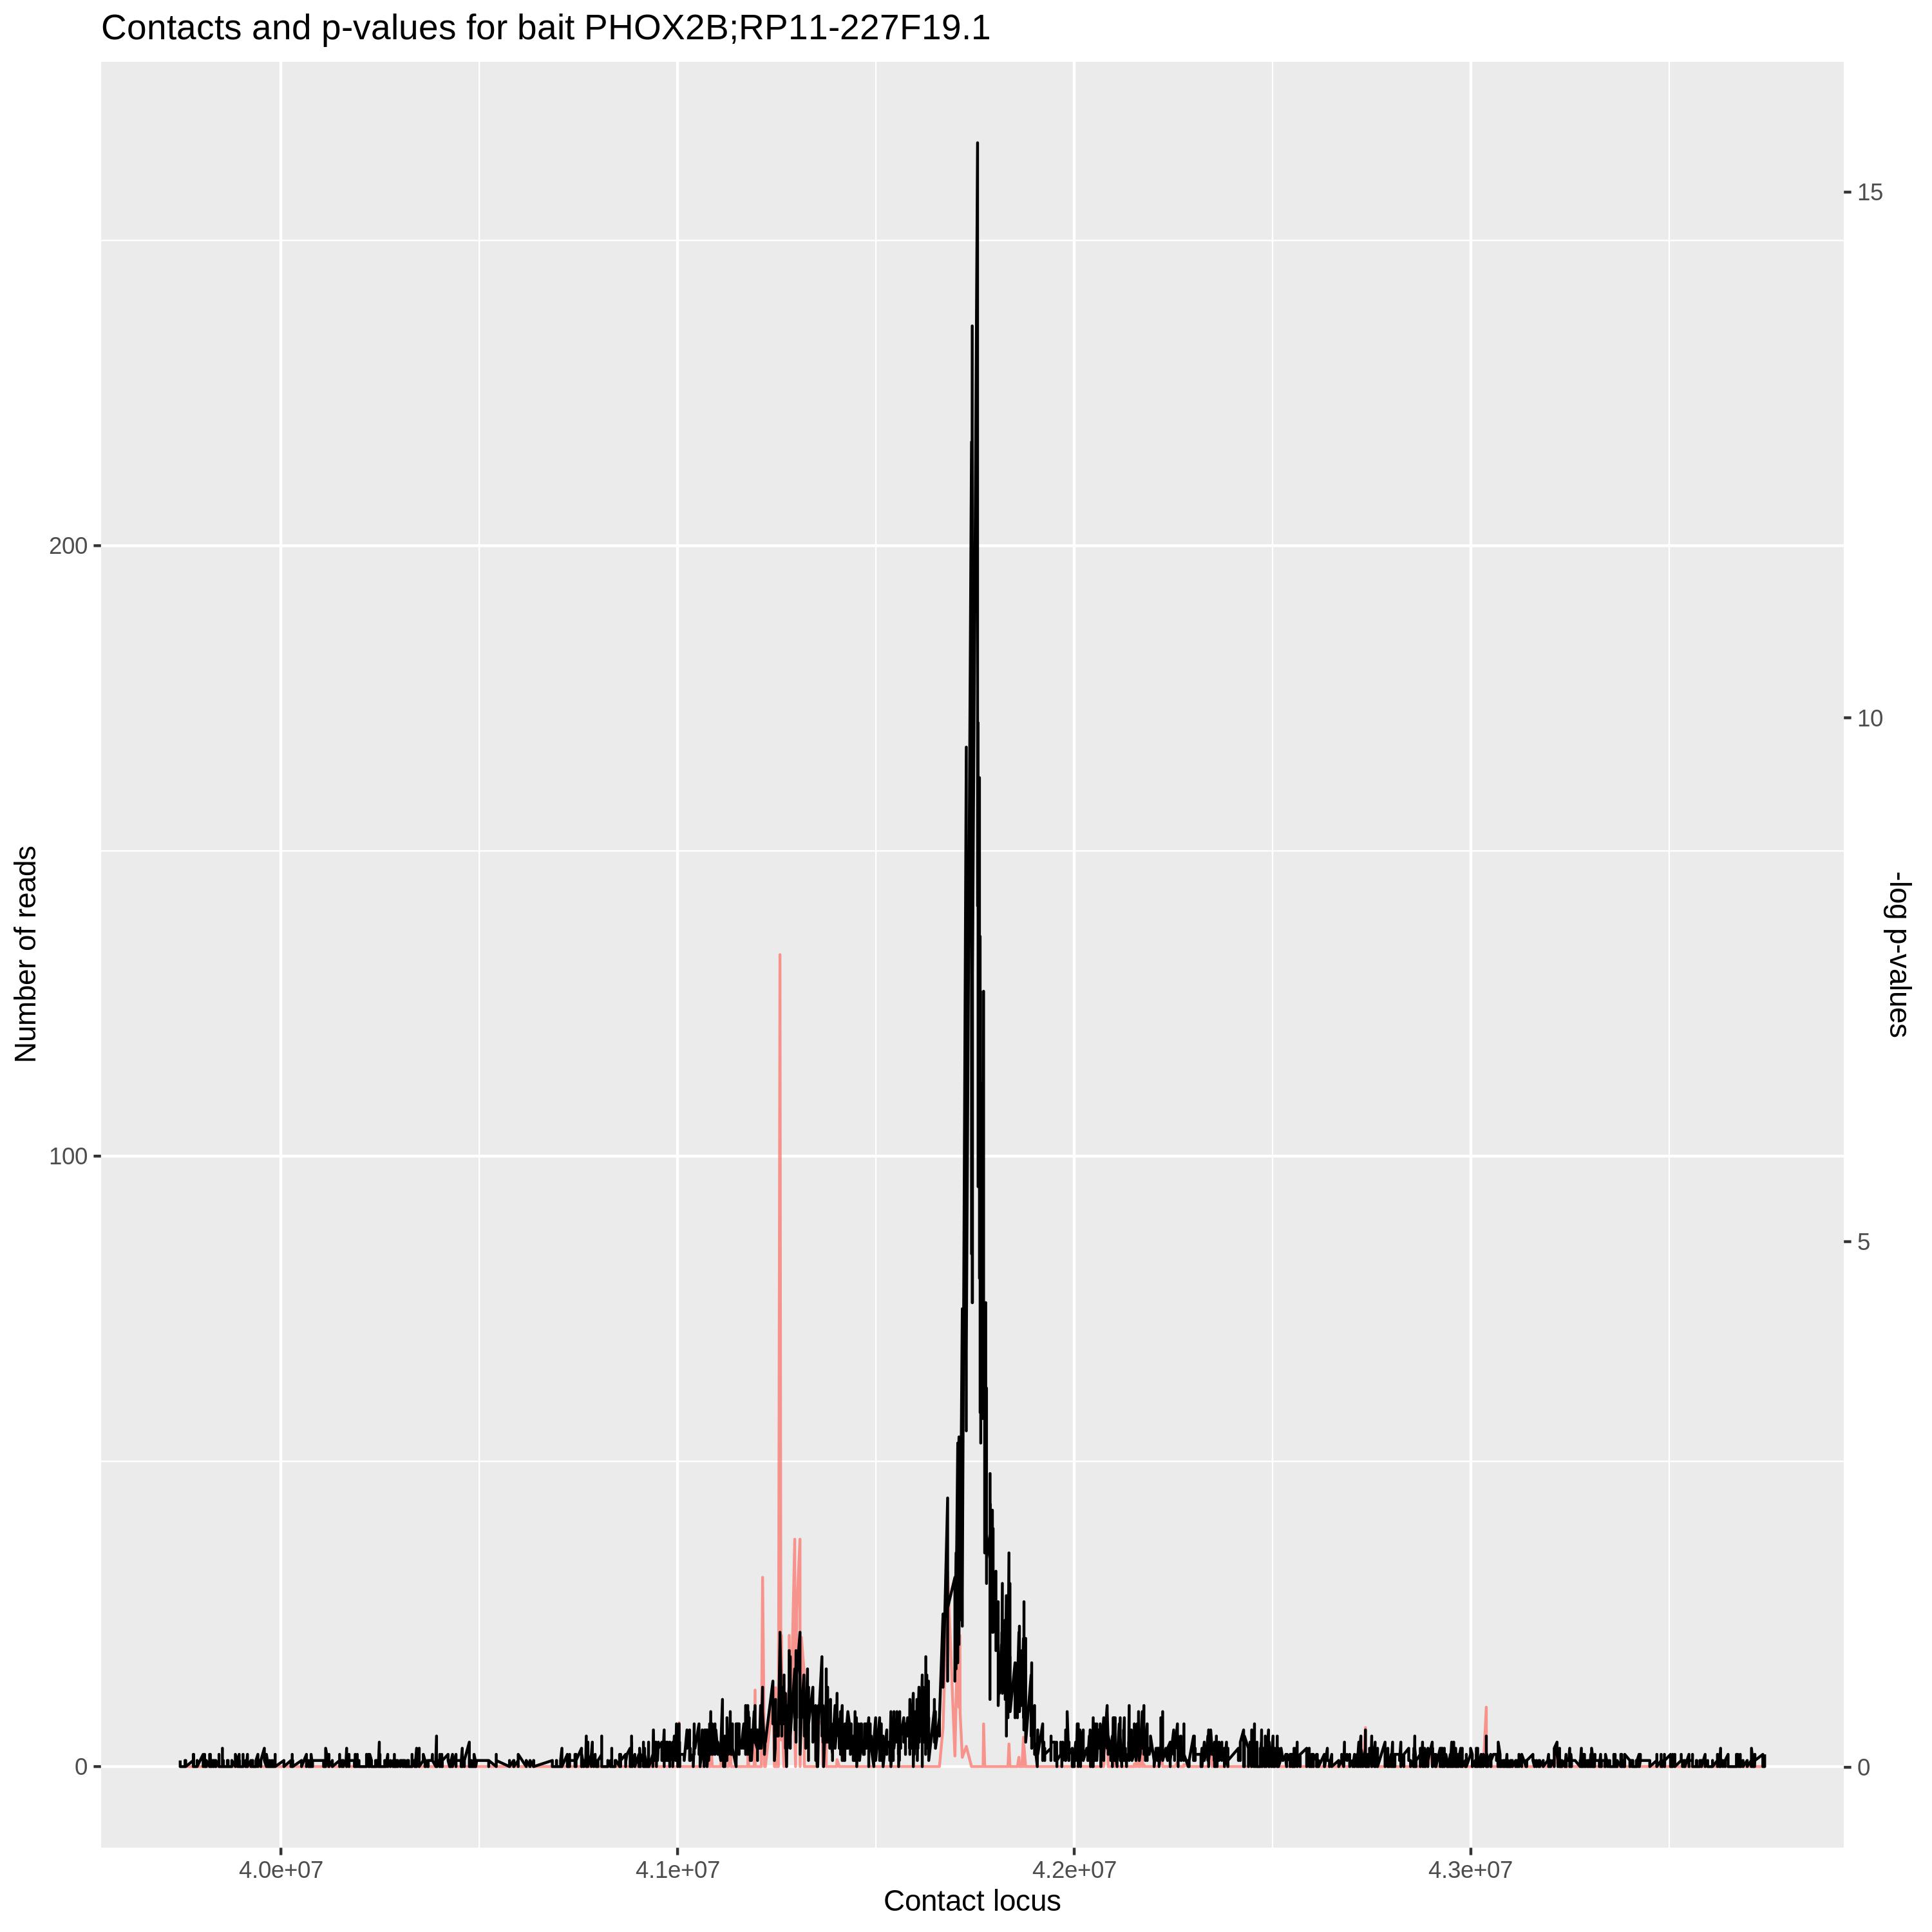 Contacts and p-values for bait PHOX2B;RP11-227F19.1
Number of reads
200
100
0
15
10
5
0
-log p-values
4.0e+07
4.1e+07
4.2e+07
4.3e+07
Contact locus